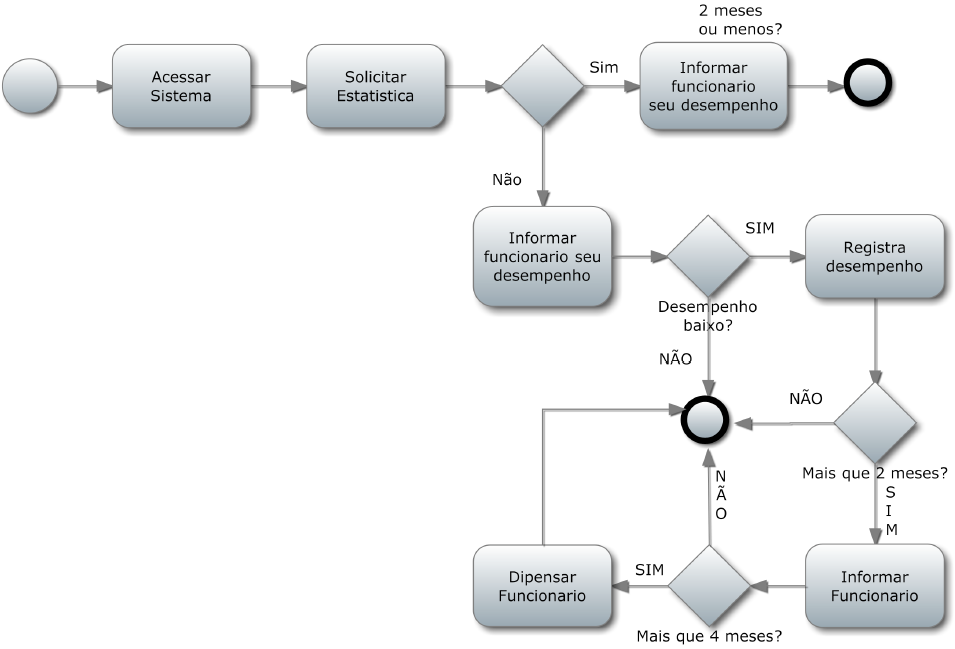 2 meses
ou menos?
Acessar
Sistema
Solicitar
Estatistica
Sim
Informar
funcionario
seu desempenho
Não
Informar
funcionario seu
desempenho
SIM
Registra
desempenho
Desempenho
baixo?
NÃO
NÃO
Mais que 2 meses?
S
I
M
N
Ã
O
Dipensar
Funcionario
SIM
Informar
Funcionario
Mais que 4 meses?